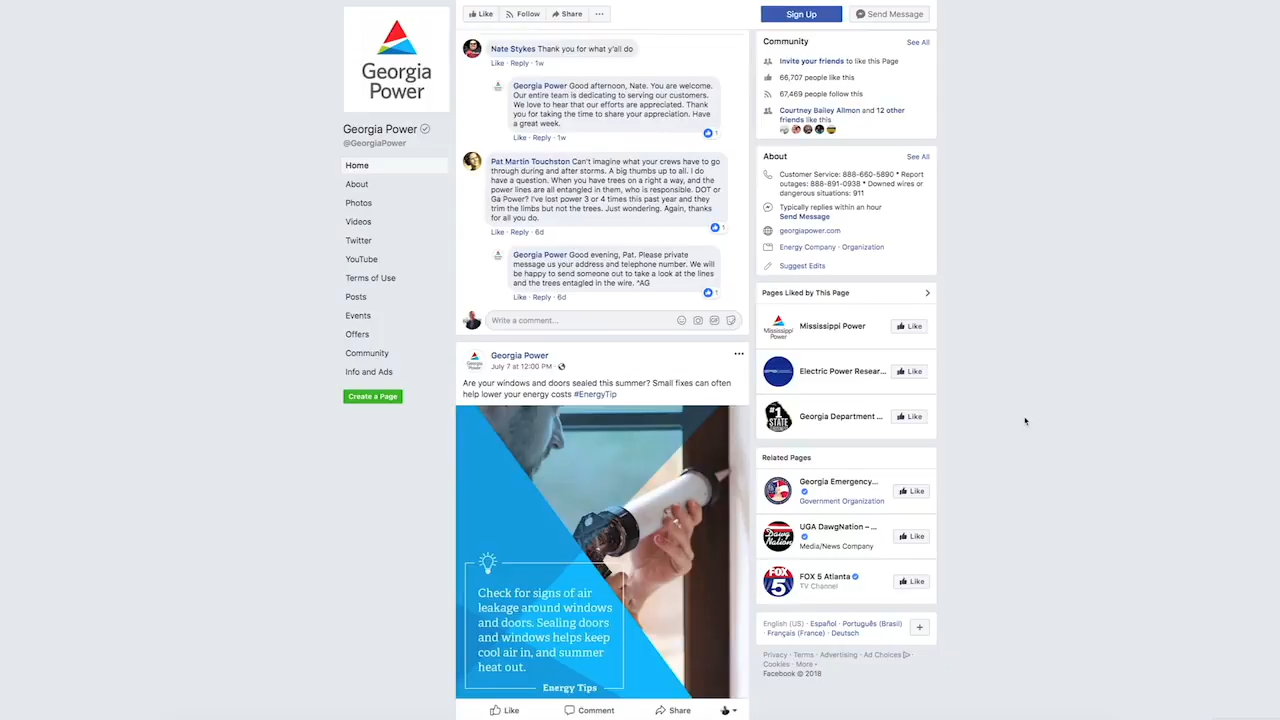 Georgia
Power
Georgia Power
@GeorgiaPower
Home
About
Photos
Videos
Twitter
YouTube
Terms of Use
Posts
Events
Offers
Community
Info and Ads
Create a Page
Like
Follow
Share
Nate Stykes Thank you for what y'all do
Like · Reply · 1w
Georgia Power Good afternoon, Nate. You are welcome.
Our entire team is dedicating to serving our customers.
We love to hear that our efforts are appreciated. Thank
you for taking the time to share your appreciation. Have
a great week.
1
Like · Reply · 1w
Pat Martin Touchston Can't imagine what your crews have to go
through during and after storms. A big thumbs up to all. I do
have a question. When you have trees on a right a way, and the
power lines are all entangled in them, who is responsible. DOT or
Ga Power? I've lost power 3 or 4 times this past year and they
trim the limbs but not the trees. Just wondering. Again, thanks
for all you do.
1
Like · Reply · 6d
Georgia Power Good evening, Pat. Please private
message us your address and telephone number. We will
be happy to send someone out to take a look at the lines
and the trees entagled in the wire. ^AG
1
Like · Reply · 6d
Write a comment...
GIF
Georgia
Power
Georgia Power
July 7 at 12:00 PM ·
Are your windows and doors sealed this summer? Small fixes can often
help lower your energy costs #EnergyTip
Check for signs of air
leakage around windows
and doors. Sealing doors
and windows helps keep
cool air in, and summer
heat out.
Energy Tips
Like
Comment
Share
Sign Up
Send Message
Community
See All
Invite your friends to like this Page
66,707 people like this
67,469 people follow this
Courtney Bailey Allmon and 12 other
friends like this
About
See All
Customer Service: 888-660-5890 * Report
outages: 888-891-0938 * Downed wires or
dangerous situations: 911
Typically replies within an hour
Send Message
georgiapower.com
Energy Company · Organization
Suggest Edits
Pages Liked by This Page
Mississippi
Power
Mississippi Power
Like
Electric Power Resear...
Like
#1
STATE
Georgia Department ...
Like
Related Pages
Georgia Emergency...
Government Organization
Like
Dawg
Nation
UGA DawgNation – ...
Media/News Company
Like
FOX
5
FOX 5 Atlanta
TV Channel
Like
English (US) · Español · Português (Brasil)
· Français (France) · Deutsch
Privacy · Terms · Advertising · Ad Choices ·
Cookies · More
Facebook © 2018